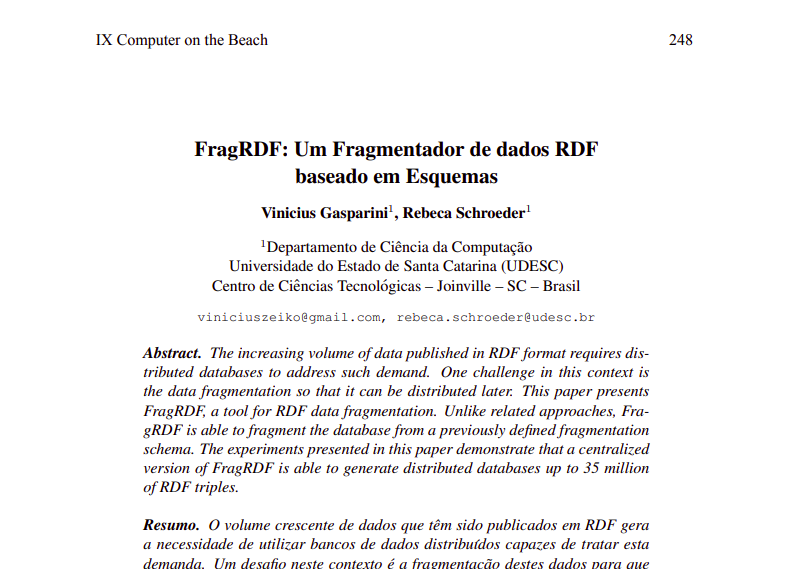 IX Computer on the Beach 248
FragRDF: Um Fragmentador de dados RDF
baseado em Esquemas
Vinicius Gasparini1, Rebeca Schroeder1
1Departamento de Ciência da Computação
Universidade do Estado de Santa Catarina (UDESC)
Centro de Ciências Tecnológicas – Joinville – SC – Brasil
viniciuszeiko@gmail.com, rebeca.schroeder@udesc.br
Abstract. The increasing volume of data published in RDF format requires dis-
tributed databases to address such demand. One challenge in this context is
the data fragmentation so that it can be distributed later. This paper presents
FragRDF, a tool for RDF data fragmentation. Unlike related approaches, Fra-
gRDF is able to fragment the database from a previously defined fragmentation
schema. The experiments presented in this paper demonstrate that a centralized
version of FragRDF is able to generate distributed databases up to 35 million
of RDF triples.
Resumo. O volume crescente de dados que têm sido publicados em RDF gera
a necessidade de utilizar bancos de dados distribuídos capazes de tratar esta
demanda. Um desafio neste contexto é a fragmentação destes dados para que